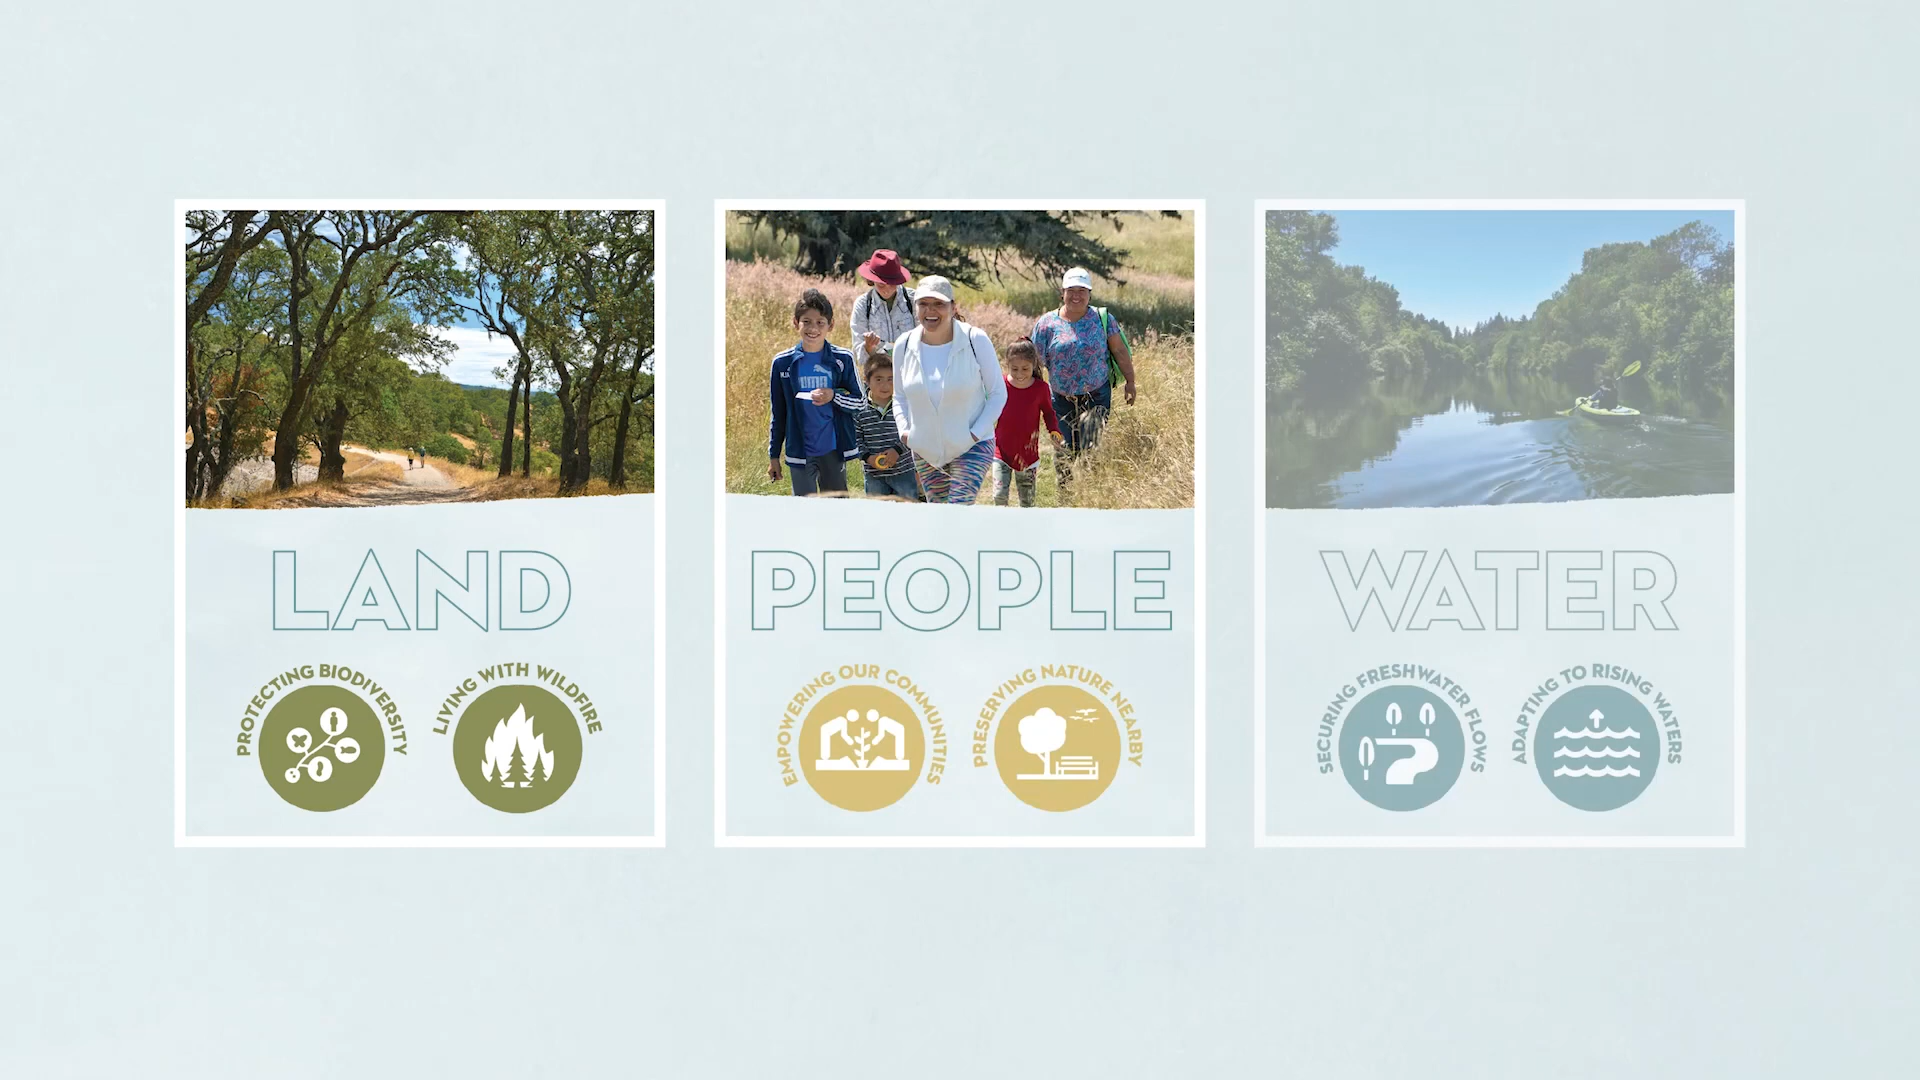 LAND
PROTECTING BIODIVERSITY
LIVING WITH WILDFIRE
PEOPLE
EMPOWERING OUR COMMUNITIES
PRESERVING NATURE NEARBY
WATER
SECURING FRESHWATER FLOWS
ADAPTING TO RISING WATERS